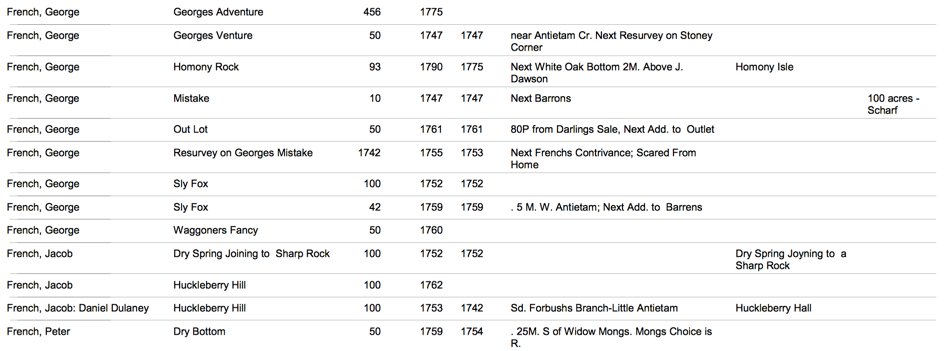 French, George Georges Adventure 456 1775
French, George Georges Venture 50 1747 1747 near Antietam Cr. Next Resurvey on Stoney
Corner
French, George Homony Rock 93 1790 1775 Next White Oak Bottom 2M. Above J. Homony Isle
Dawson
French, George Mistake 10 1747 1747 Next Barrons 100 acres -
Scharf
French, George Out Lot 50 1761 1761 80P from Darlings Sale, Next Add. to Outlet
French, George Resurvey on Georges Mistake 1742 1755 1753 Next Frenchs Contrivance; Scared From
Home
French, George Sly Fox 100 1752 1752
French, George Sly Fox 42 1759 1759 . 5 M. W. Antietam; Next Add. to Barrens
French, George Waggoners Fancy 50 1760
French, Jacob Dry Spring Joining to Sharp Rock 100 1752 1752 Dry Spring Joyning to a
Sharp Rock
French, Jacob Huckleberry Hill 100 1762
French, Jacob: Daniel Dulaney Huckleberry Hill 100 1753 1742 Sd. Forbushs Branch-Little Antietam Huckleberry Hall
French, Peter Dry Bottom 50 1759 1754 . 25M. S of Widow Mongs. Mongs Choice is
R.